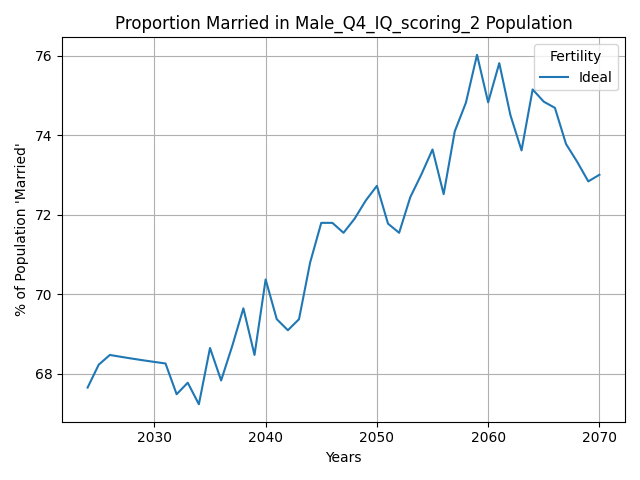 Proportion Married in Male_Q4_IQ_scoring_2 Population
Fertility
Ideal
% of Population 'Married'
76
74
72
70
68
2030 2040 2050 2060 2070
Years